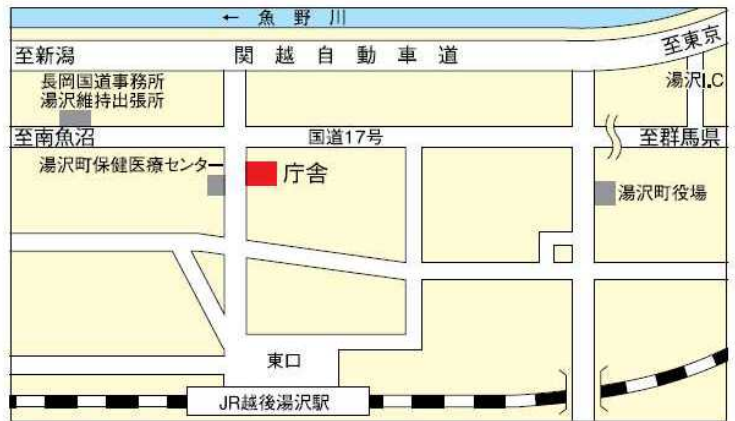 ← 魚野川
至新潟
関越自動車道
至東京
長岡国道事務所
湯沢維持出張所
湯沢I.C
至南魚沼
国道17号
至群馬県
湯沢町保健医療センター
庁舎
湯沢町役場
東口
JR越後湯沢駅